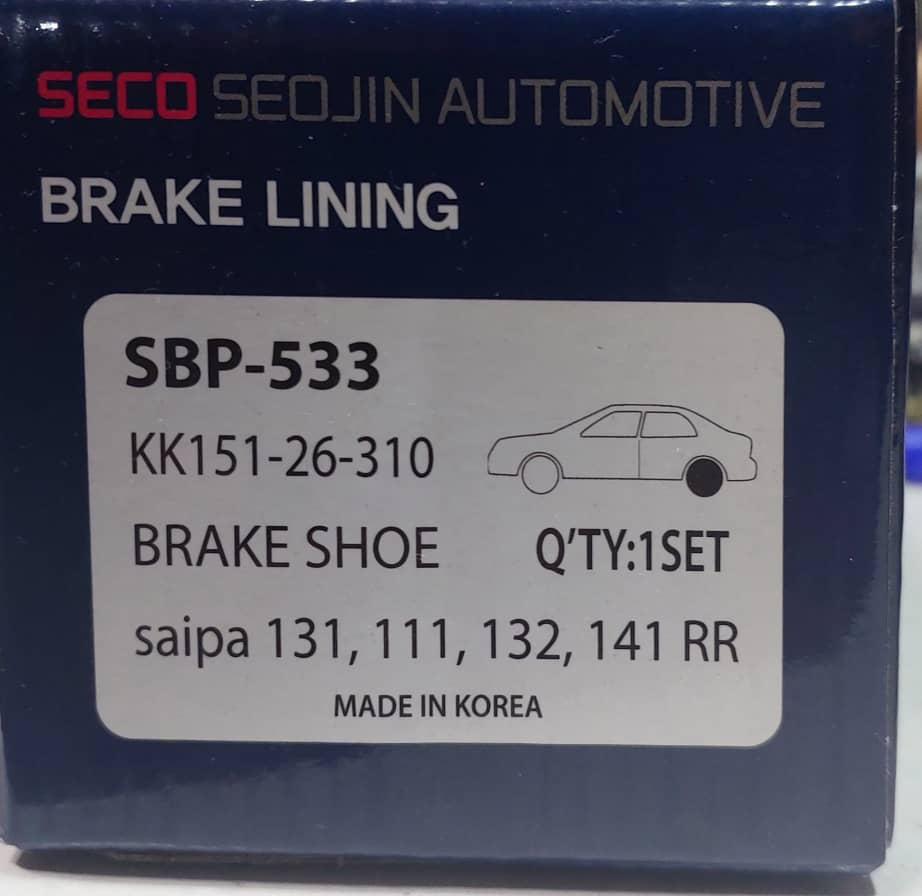 SECO SEOJIN AUTOMOTIVE
BRAKE LINING
SBP-533
KK151-26-310
BRAKE SHOE Q'TY:1SET
saipa 131, 111, 132, 141 RR
MADE IN KOREA